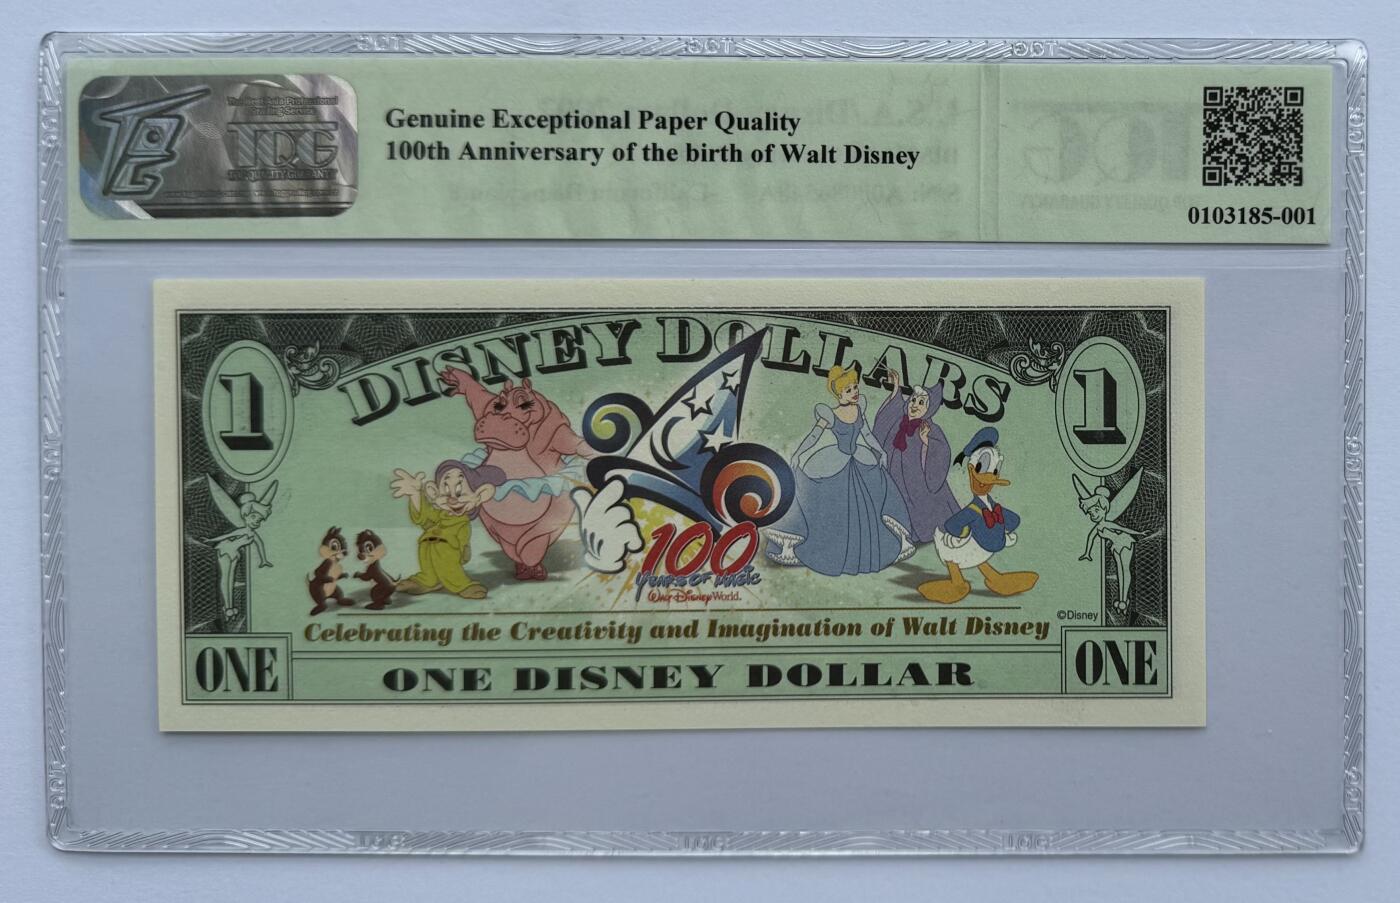 Genuine Exceptional Paper Quality
100th Anniversary of the birth of Walt Disney
TQG
0103185-001
DISNEY DOLLARS
1
1
100
YEARS OF MAGIC
Walt Disney World.
©Disney
Celebrating the Creativity and Imagination of Walt Disney
ONE
ONE DISNEY DOLLAR
ONE